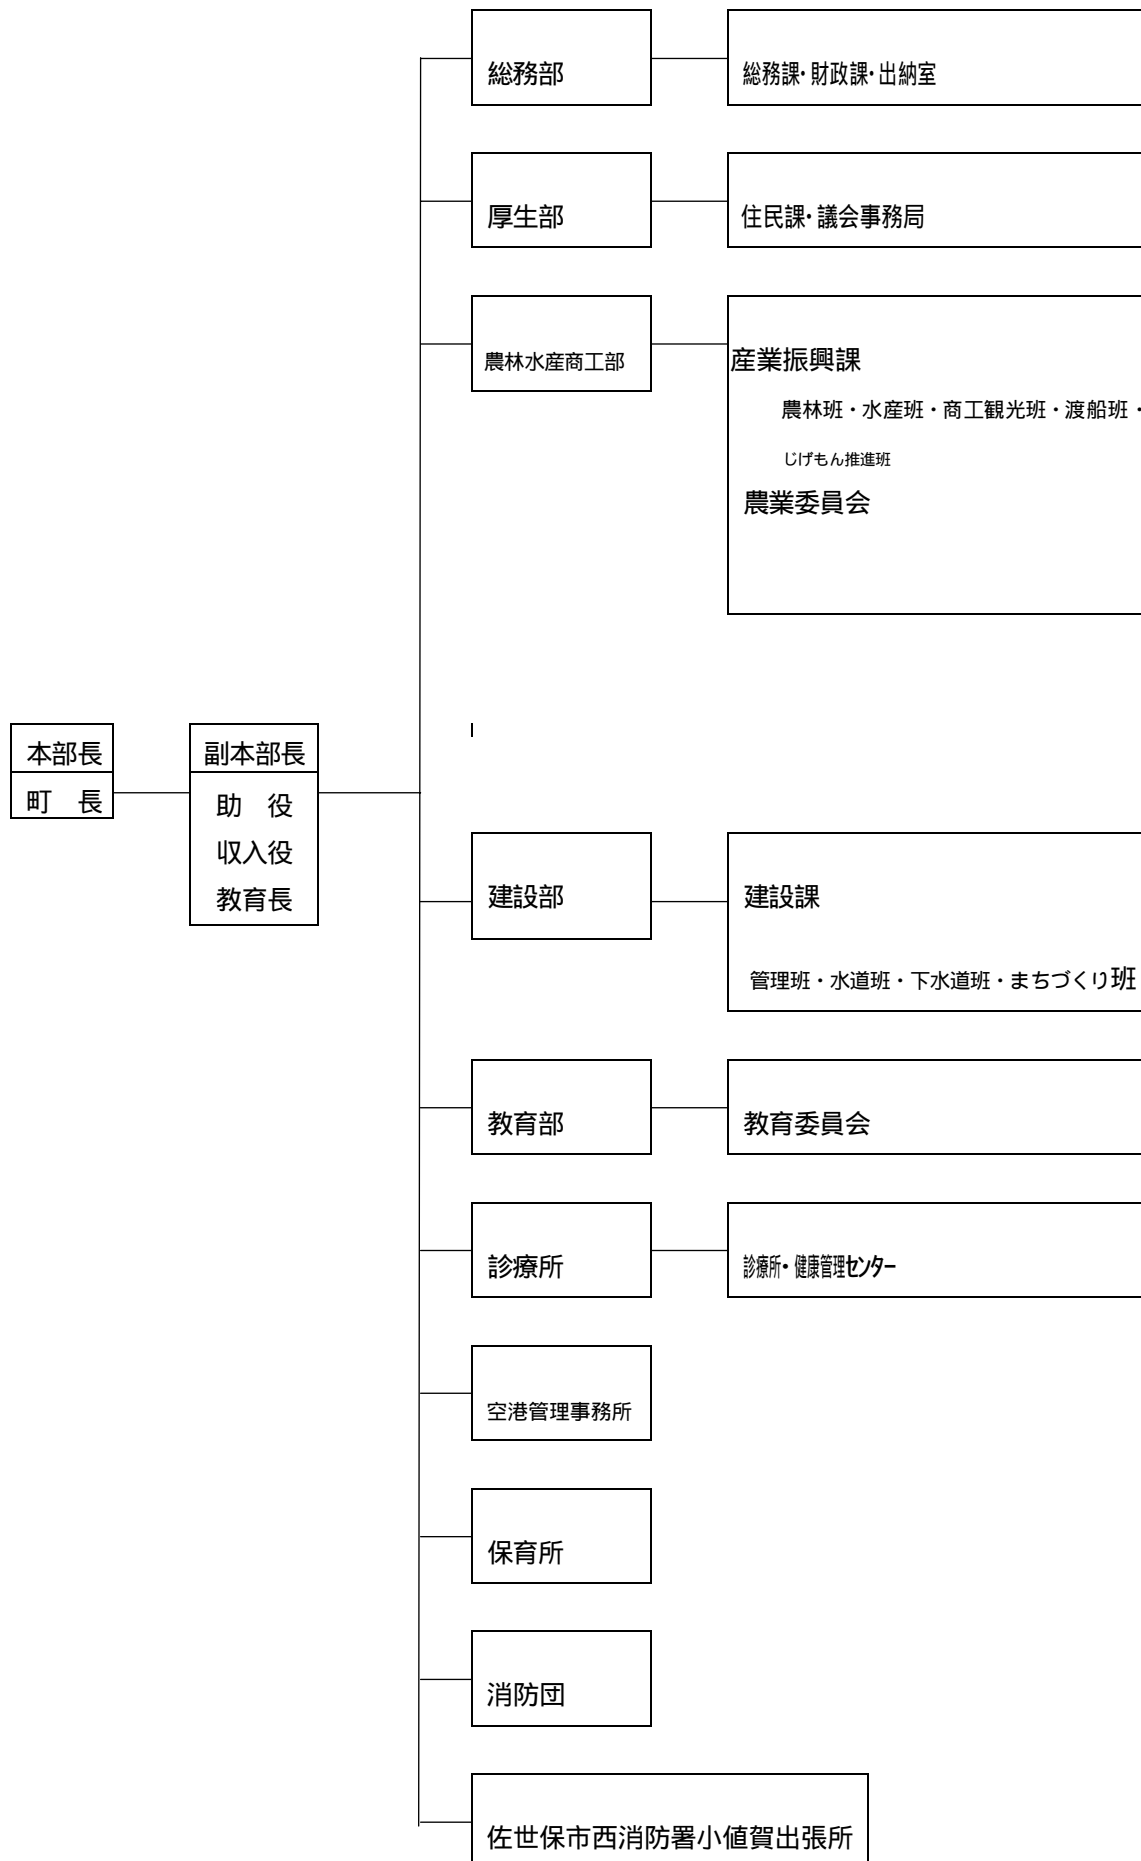 総務部
総務課・財政課・出納室
厚生部
住民課・議会事務局
農林水産商工部
産業振興課
農林班・水産班・商工観光班・渡船班・
じげもん推進班
農業委員会
本部長
町　長
副本部長
助　役
収入役
教育長
建設部
建設課
管理班・水道班・下水道班・まちづくり班
教育部
教育委員会
診療所
診療所・健康管理センター
空港管理事務所
保育所
消防団
佐世保市西消防署小値賀出張所